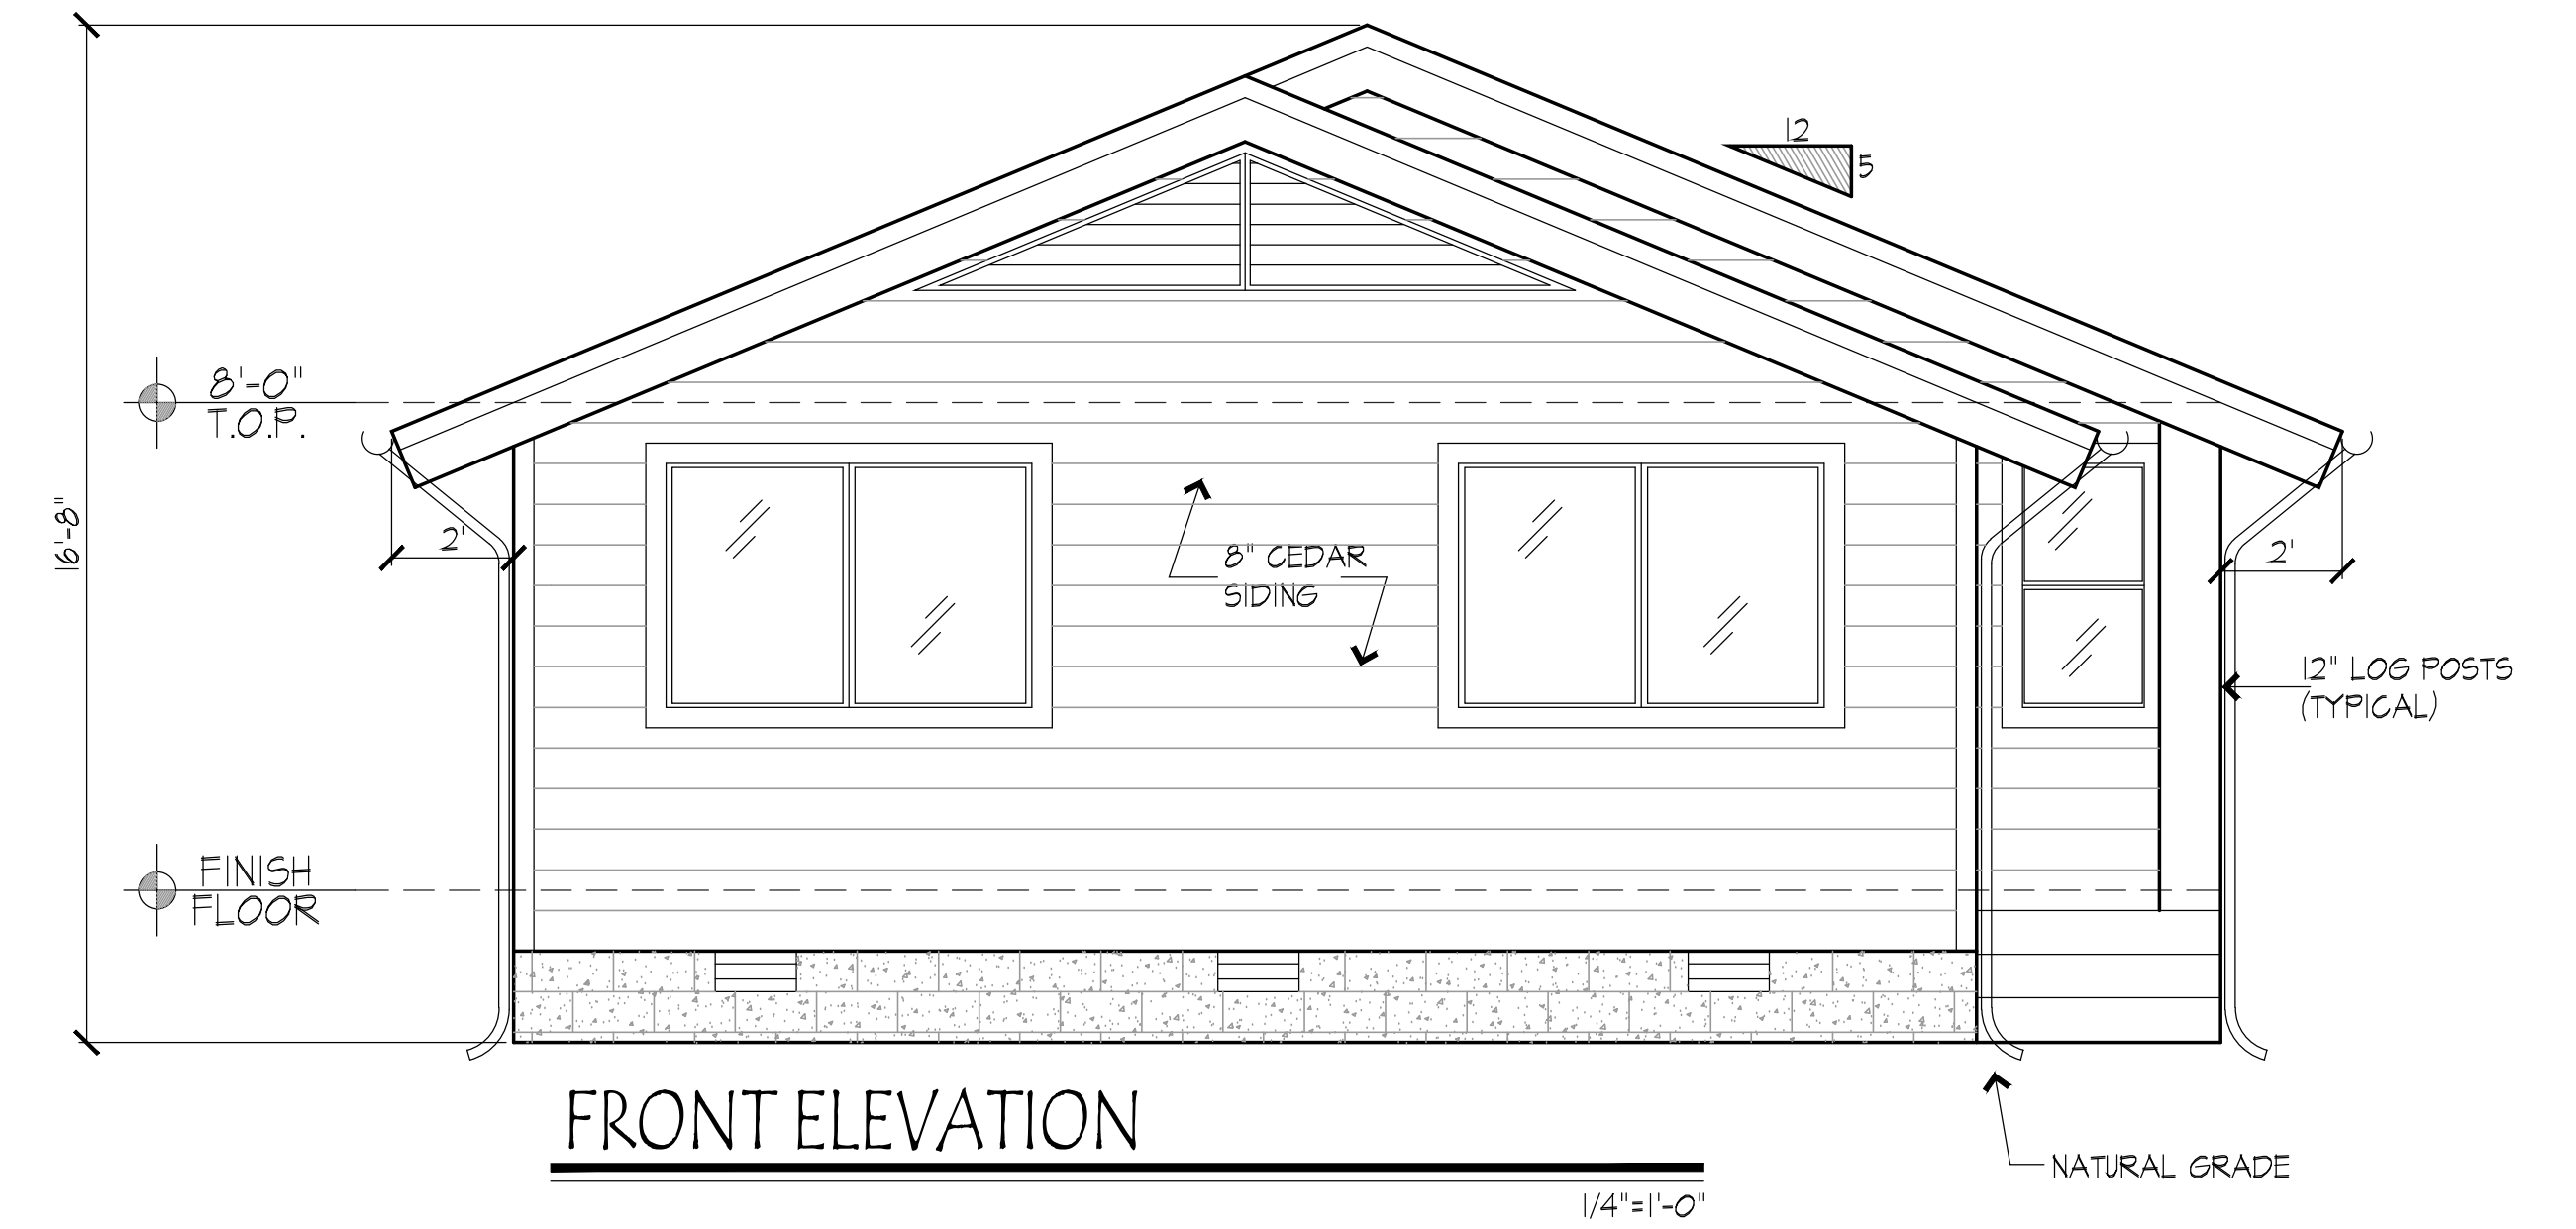 12
5
8'-0"
T.O.P.
16'-8"
2'
8" CEDAR
SIDING
2'
12" LOG POSTS
(TYPICAL)
FINISH
FLOOR
FRONT ELEVATION
NATURAL GRADE
1/4"=1'-0"